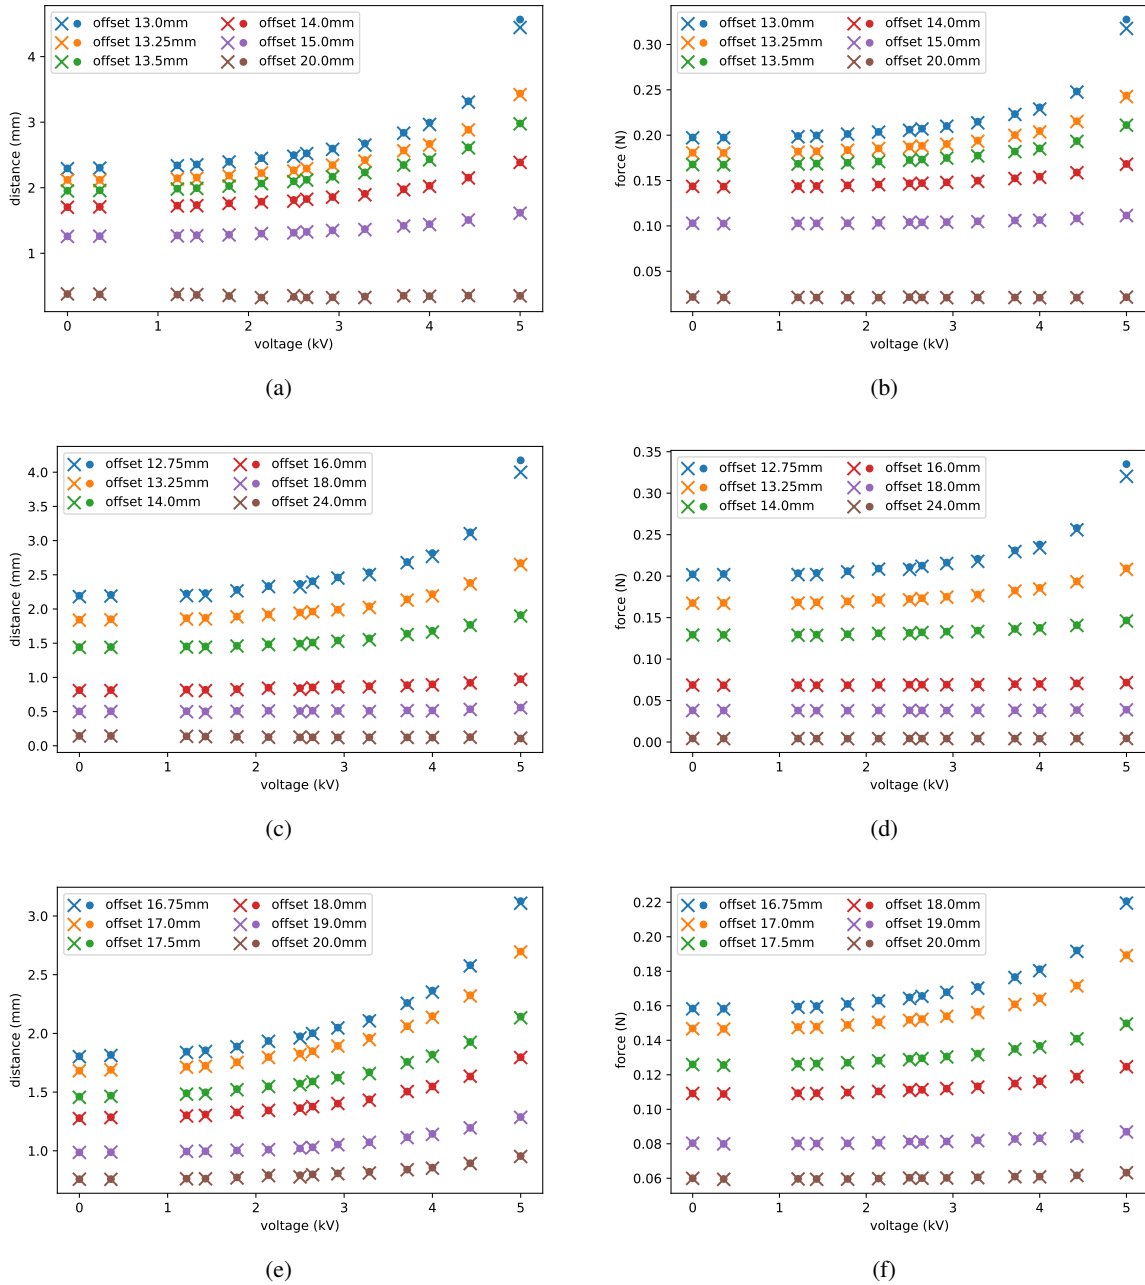 offset 13.0mm offset 14.0mm
offset 13.25mm offset 15.0mm
offset 13.5mm offset 20.0mm
distance (mm)
4
3
2
1
0 1 2 3 4 5
voltage (kV)
(a)
offset 13.0mm offset 14.0mm
offset 13.25mm offset 15.0mm
offset 13.5mm offset 20.0mm
force (N)
0.30
0.25
0.20
0.15
0.10
0.05
0 1 2 3 4 5
voltage (kV)
(b)
offset 12.75mm offset 16.0mm
offset 13.25mm offset 18.0mm
offset 14.0mm offset 24.0mm
distance (mm)
4.0
3.5
3.0
2.5
2.0
1.5
1.0
0.5
0.0
0 1 2 3 4 5
voltage (kV)
(c)
offset 12.75mm offset 16.0mm
offset 13.25mm offset 18.0mm
offset 14.0mm offset 24.0mm
force (N)
0.35
0.30
0.25
0.20
0.15
0.10
0.05
0.00
0 1 2 3 4 5
voltage (kV)
(d)
offset 16.75mm offset 18.0mm
offset 17.0mm offset 19.0mm
offset 17.5mm offset 20.0mm
distance (mm)
3.0
2.5
2.0
1.5
1.0
0 1 2 3 4 5
voltage (kV)
(e)
offset 16.75mm offset 18.0mm
offset 17.0mm offset 19.0mm
offset 17.5mm offset 20.0mm
force (N)
0.22
0.20
0.18
0.16
0.14
0.12
0.10
0.08
0.06
0 1 2 3 4 5
voltage (kV)
(f)